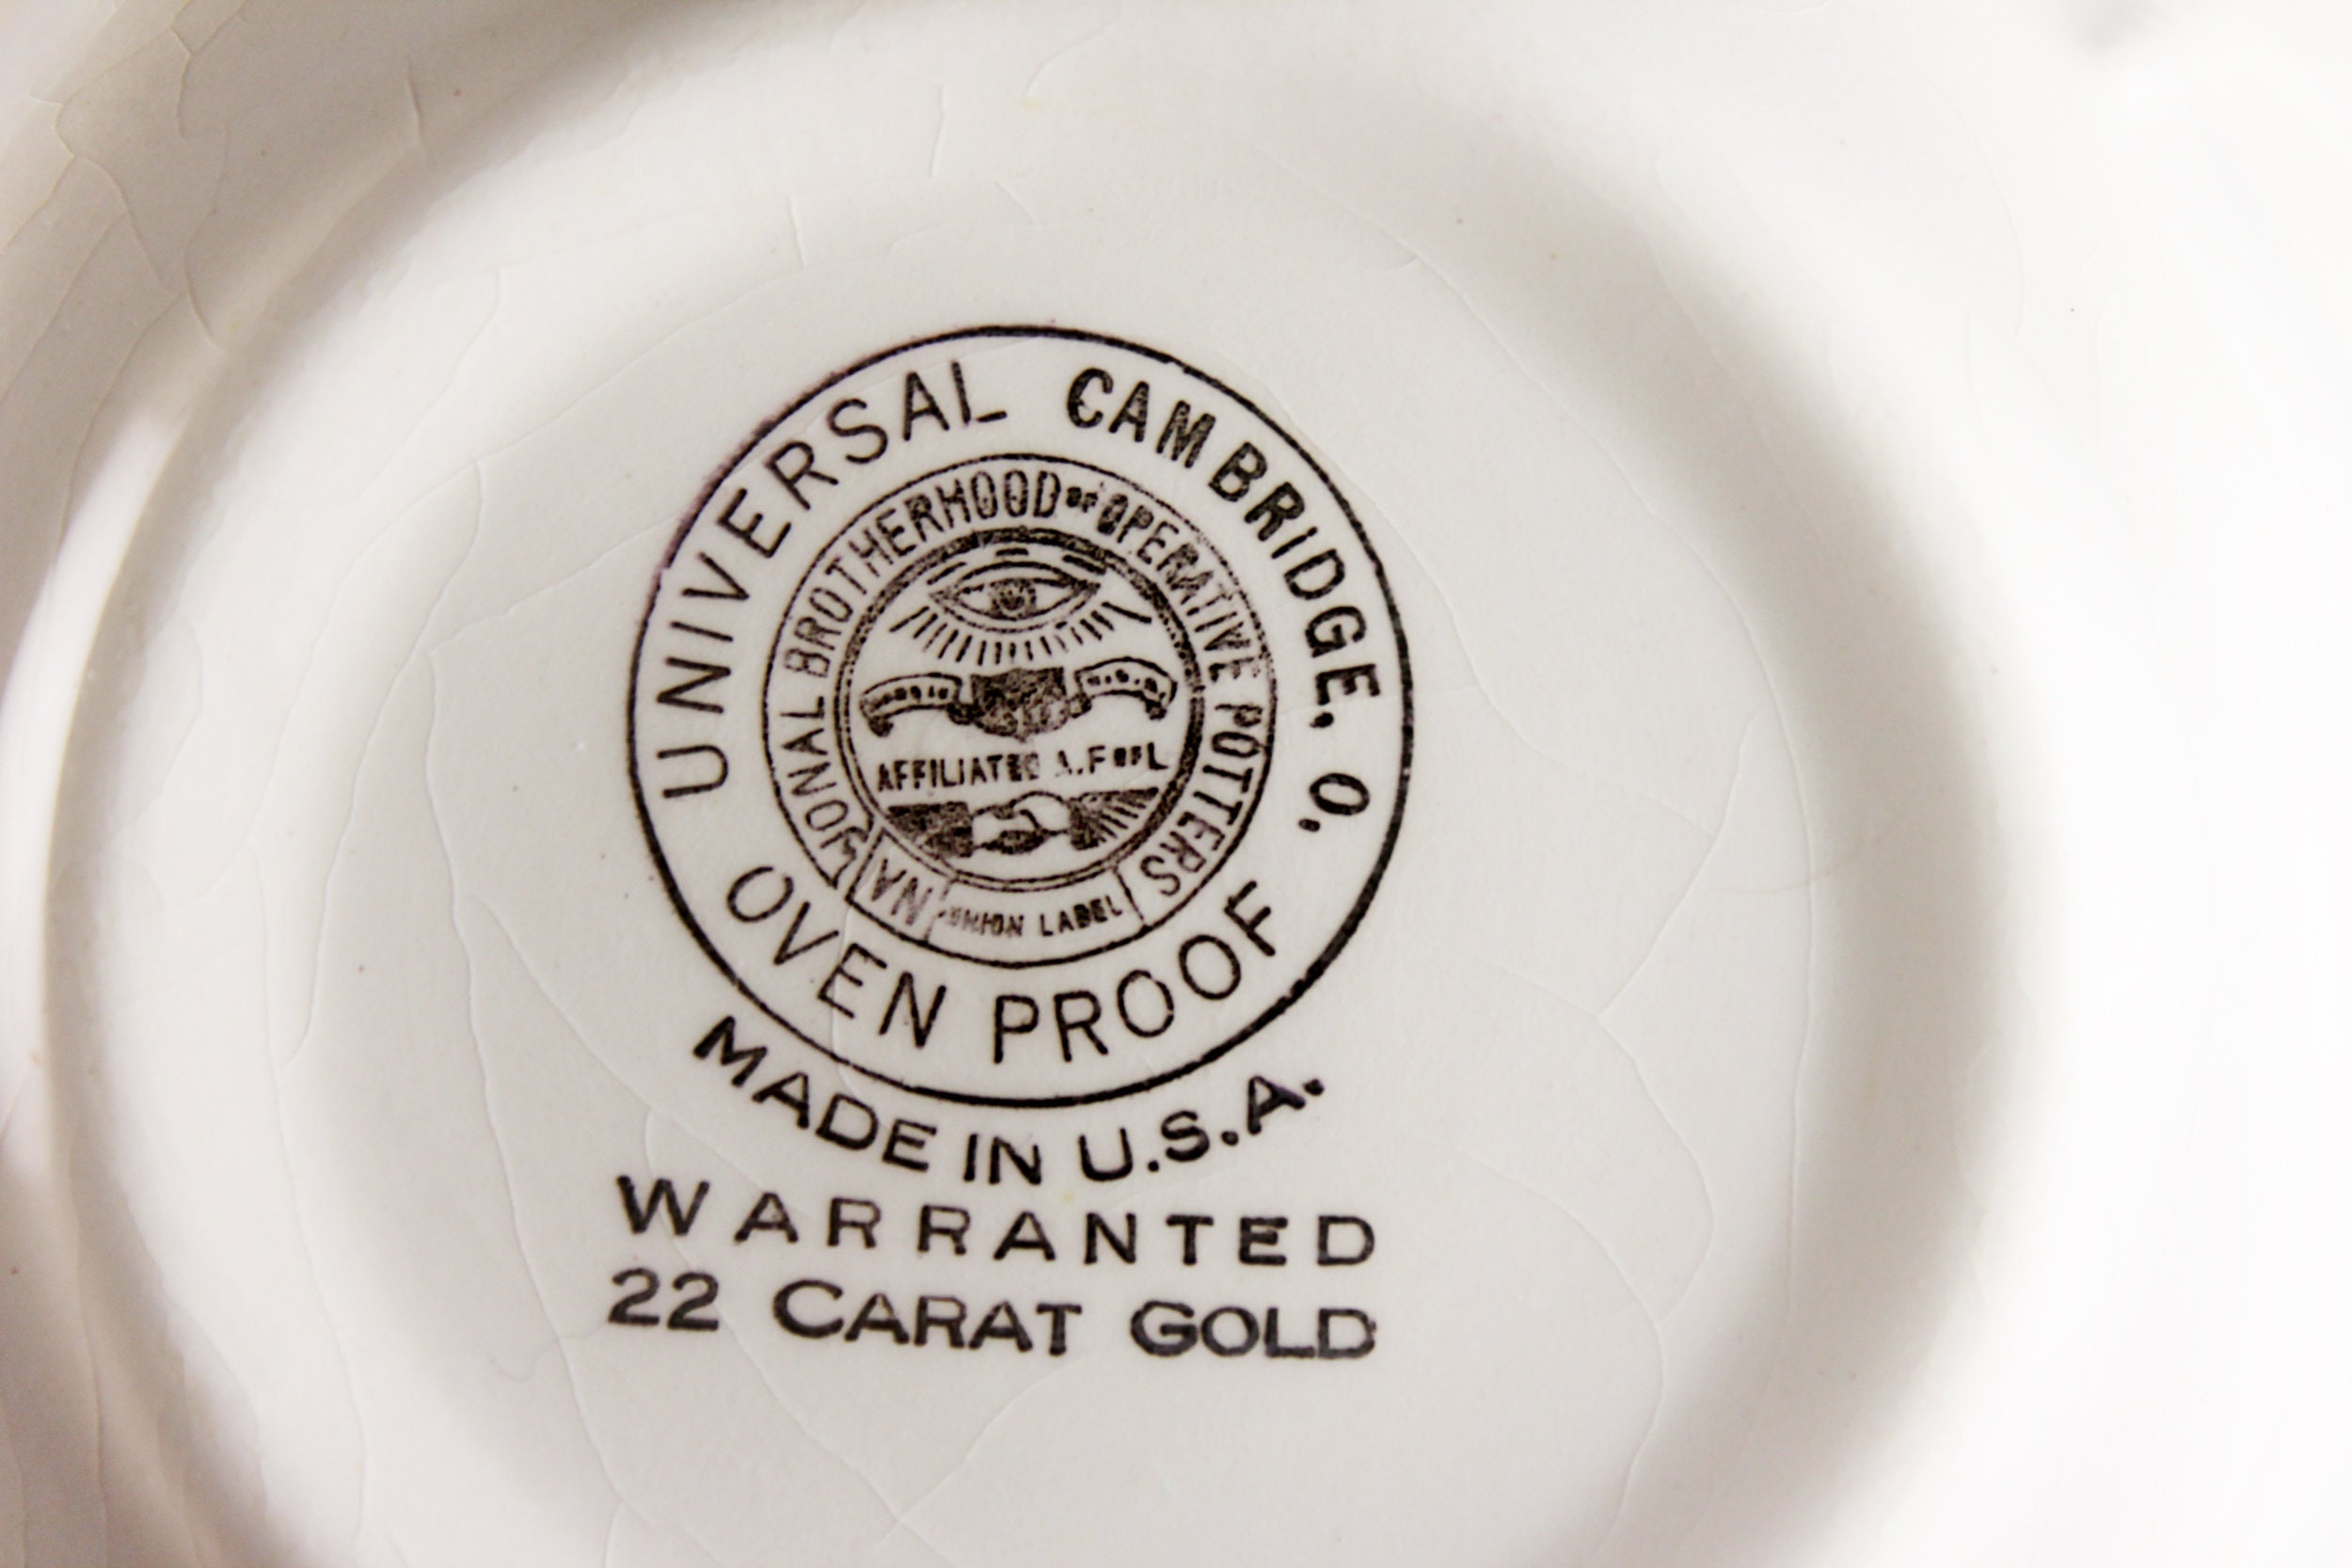 UNIVERSAL CAMBRIDGE, O.
NATIONAL BROTHERHOOD OF OPERATIVE POTTERS
U.S.A.
AFFILIATED A.F OF L
UNION LABEL
OVEN PROOF
MADE IN U.S.A.
WARRANTED
22 CARAT GOLD